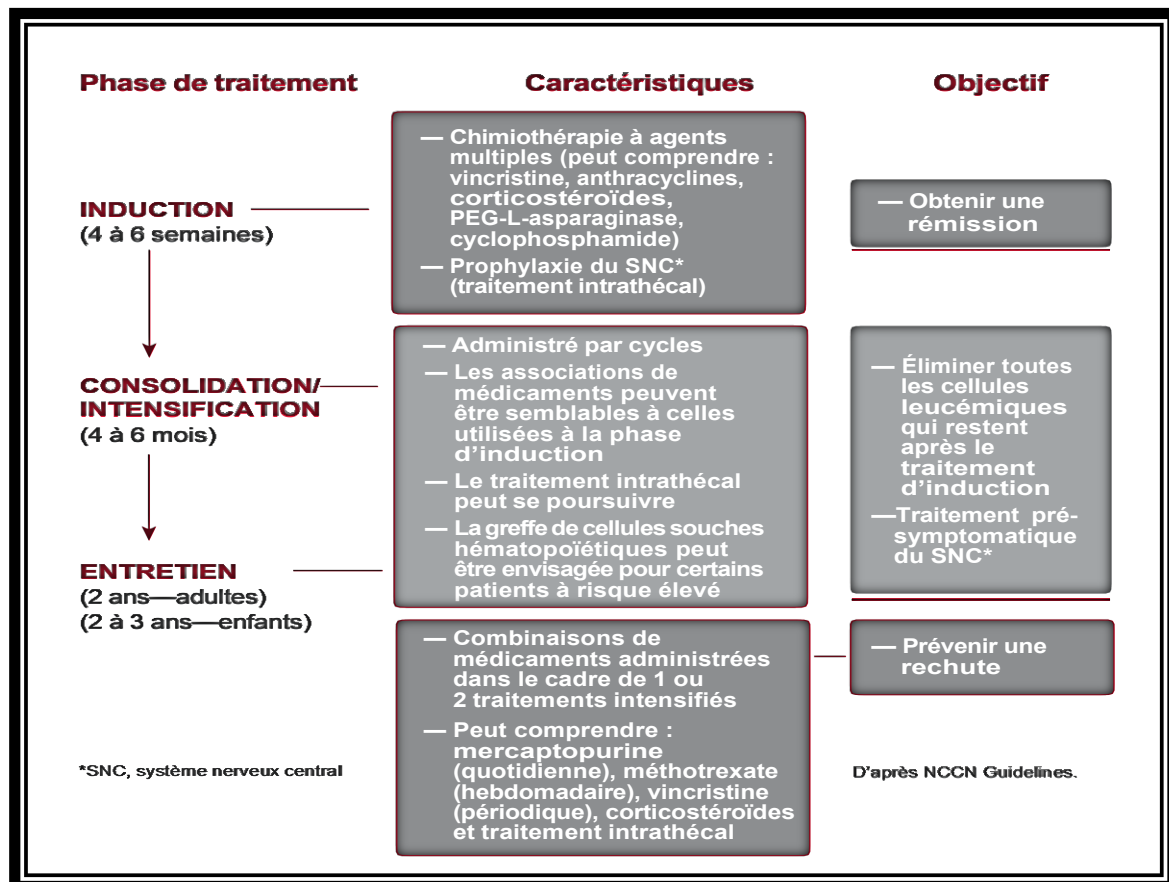 Phase de traitement
Caractéristiques
Objectif
INDUCTION
(4 à 6 semaines)
— Chimiothérapie à agents
multiples (peut comprendre :
vincristine, anthracyclines,
corticostéroïdes,
PEG-L-asparaginase,
cyclophosphamide)
— Prophylaxie du SNC*
(traitement intrathécal)
— Obtenir une
rémission
CONSOLIDATION/
INTENSIFICATION
(4 à 6 mois)
— Administré par cycles
— Les associations de
médicaments peuvent
être semblables à celles
utilisées à la phase
d’induction
— Le traitement intrathécal
peut se poursuivre
— La greffe de cellules souches
hématopoïétiques peut
être envisagée pour certains
patients à risque élevé
— Éliminer toutes
les cellules
leucémiques
qui restent
après le
traitement
d’induction
—Traitement pré-
symptomatique
du SNC*
ENTRETIEN
(2 ans—adultes)
(2 à 3 ans—enfants)
— Combinaisons de
médicaments administrées
dans le cadre de 1 ou
2 traitements intensifiés
— Peut comprendre :
mercaptopurine
(quotidienne), méthotrexate
(hebdomadaire), vincristine
(périodique), corticostéroïdes
et traitement intrathécal
— Prévenir une
rechute
*SNC, système nerveux central
D’après NCCN Guidelines.